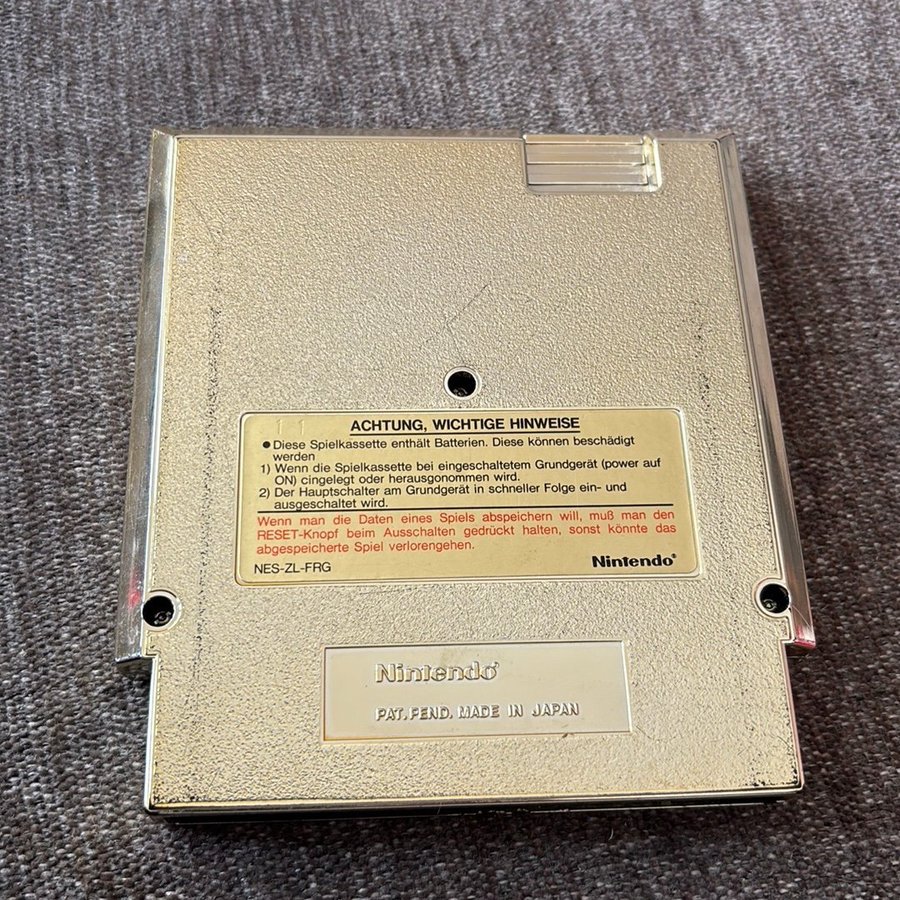 11
ACHTUNG, WICHTIGE HINWEISE
● Diese Spielkassette enthält Batterien. Diese können beschädigt
werden
1) Wenn die Spielkassette bei eingeschaltetem Grundgerät (power auf
ON) cingelegt oder herausgonommen wird.
2) Der Hauptschalter am Grundgerät in schneller Folge ein- und
ausgeschaltet wird.
Wenn man die Daten eines Spiels abspeichern will, muß man den
RESET-Knopf beim Ausschalten gedrückt halten, sonst könnte das
abgespeicherte Spiel verlorengehen.
NES-ZL-FRG Nintendo®
Nintendo®
PAT. PEND. MADE IN JAPAN